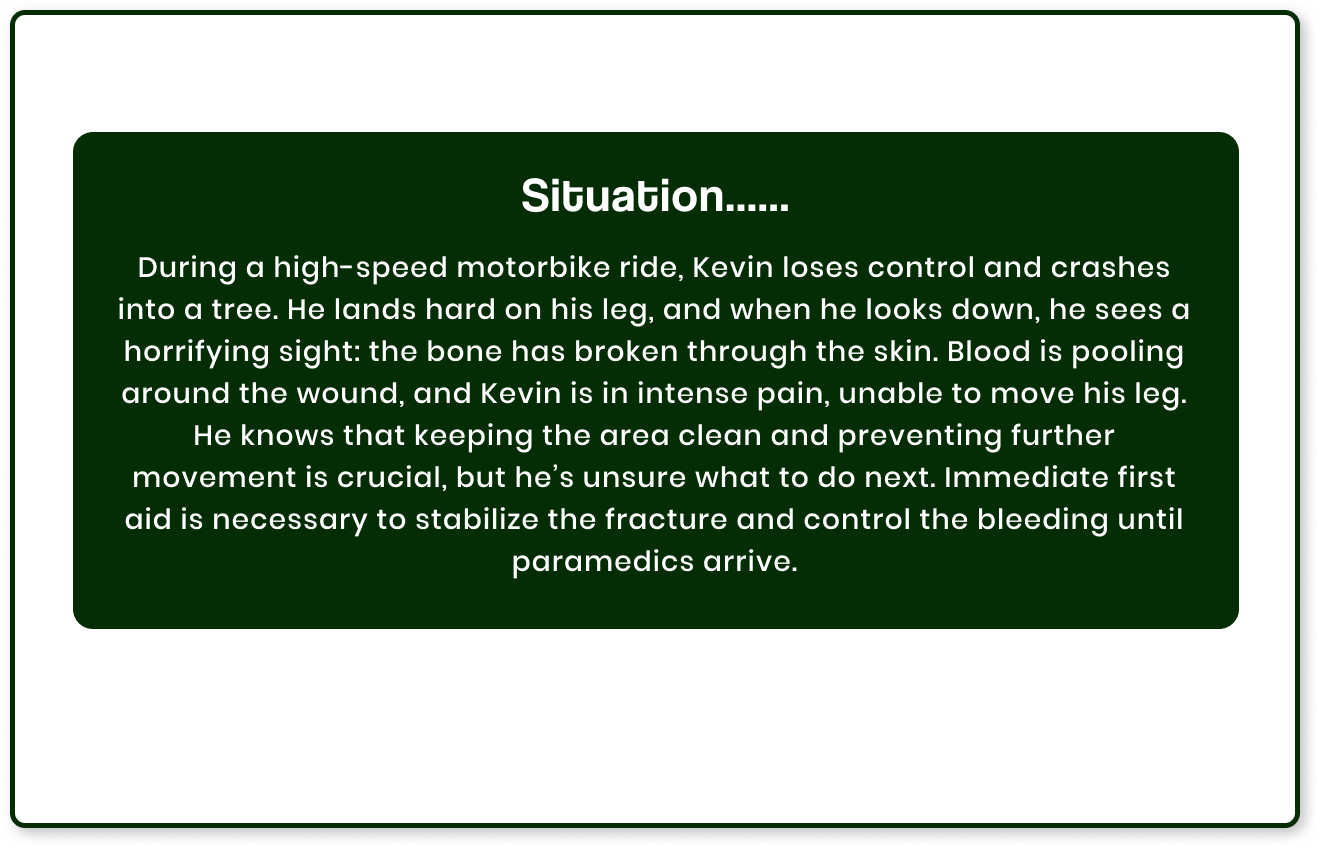 Situation......
During a high-speed motorbike ride, Kevin loses control and crashes
into a tree. He lands hard on his leg, and when he looks down, he sees a
horrifying sight: the bone has broken through the skin. Blood is pooling
around the wound, and Kevin is in intense pain, unable to move his leg.
He knows that keeping the area clean and preventing further
movement is crucial, but he’s unsure what to do next. Immediate first
aid is necessary to stabilize the fracture and control the bleeding until
paramedics arrive.